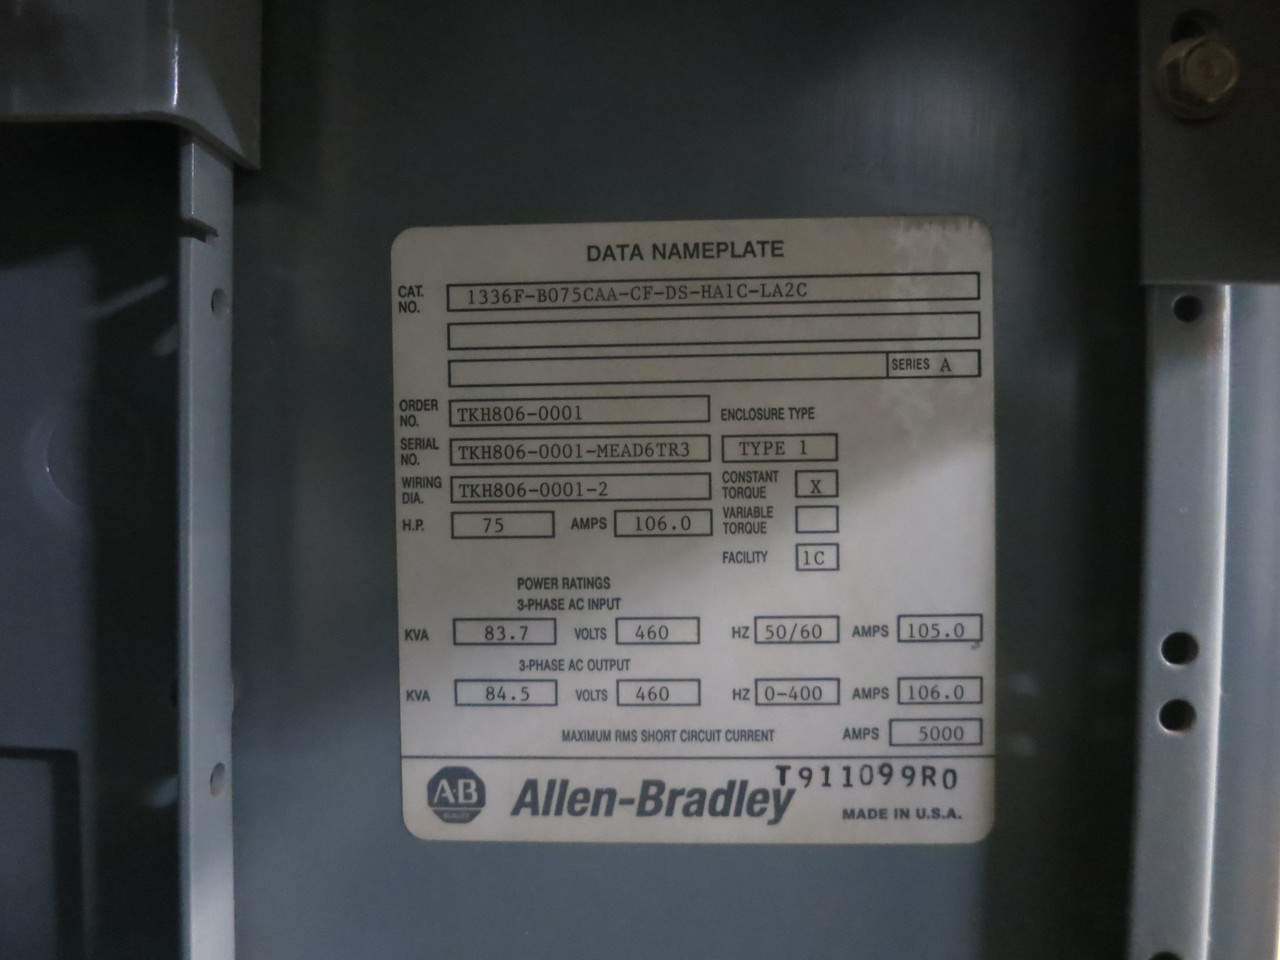 DATA NAMEPLATE
CAT. NO. 1336F-B075CAA-CF-DS-HA1C-LA2C
SERIES A
ORDER NO. TKH806-0001 ENCLOSURE TYPE
SERIAL NO. TKH806-0001-MEAD6TR3 TYPE 1
WIRING DIA. TKH806-0001-2 CONSTANT TORQUE X
H.P. 75 AMPS 106.0 VARIABLE TORQUE
FACILITY 1C
POWER RATINGS
3-PHASE AC INPUT
KVA 83.7 VOLTS 460 HZ 50/60 AMPS 105.0
3-PHASE AC OUTPUT
KVA 84.5 VOLTS 460 HZ 0-400 AMPS 106.0
MAXIMUM RMS SHORT CIRCUIT CURRENT AMPS 5000
T911099R0
A-B Allen-Bradley
QUALITY
MADE IN U.S.A.